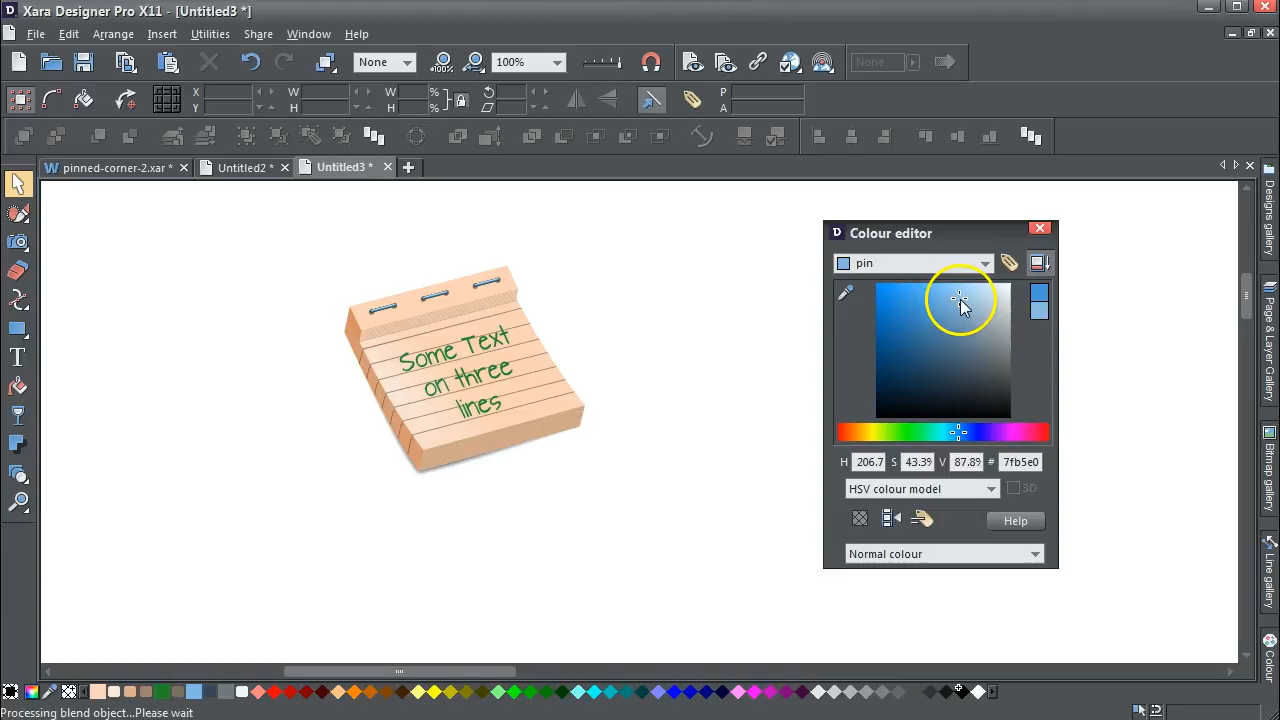 Xara Designer Pro X11 - [Untitled3 *]
File Edit Arrange Insert Utilities Share Window Help
None 100% None
X W W % P
Y H H % A
pinned-corner-2.xar * Untitled2 * Untitled3 *
Some Text
on three
lines
Colour editor
pin
H 206.7 S 43.39 V 87.89 # 7fb5e0
HSV colour model 3D
Help
Normal colour
Designs gallery
Page & Layer Gallery
Bitmap gallery
Line gallery
Colour
Processing blend object...Please wait